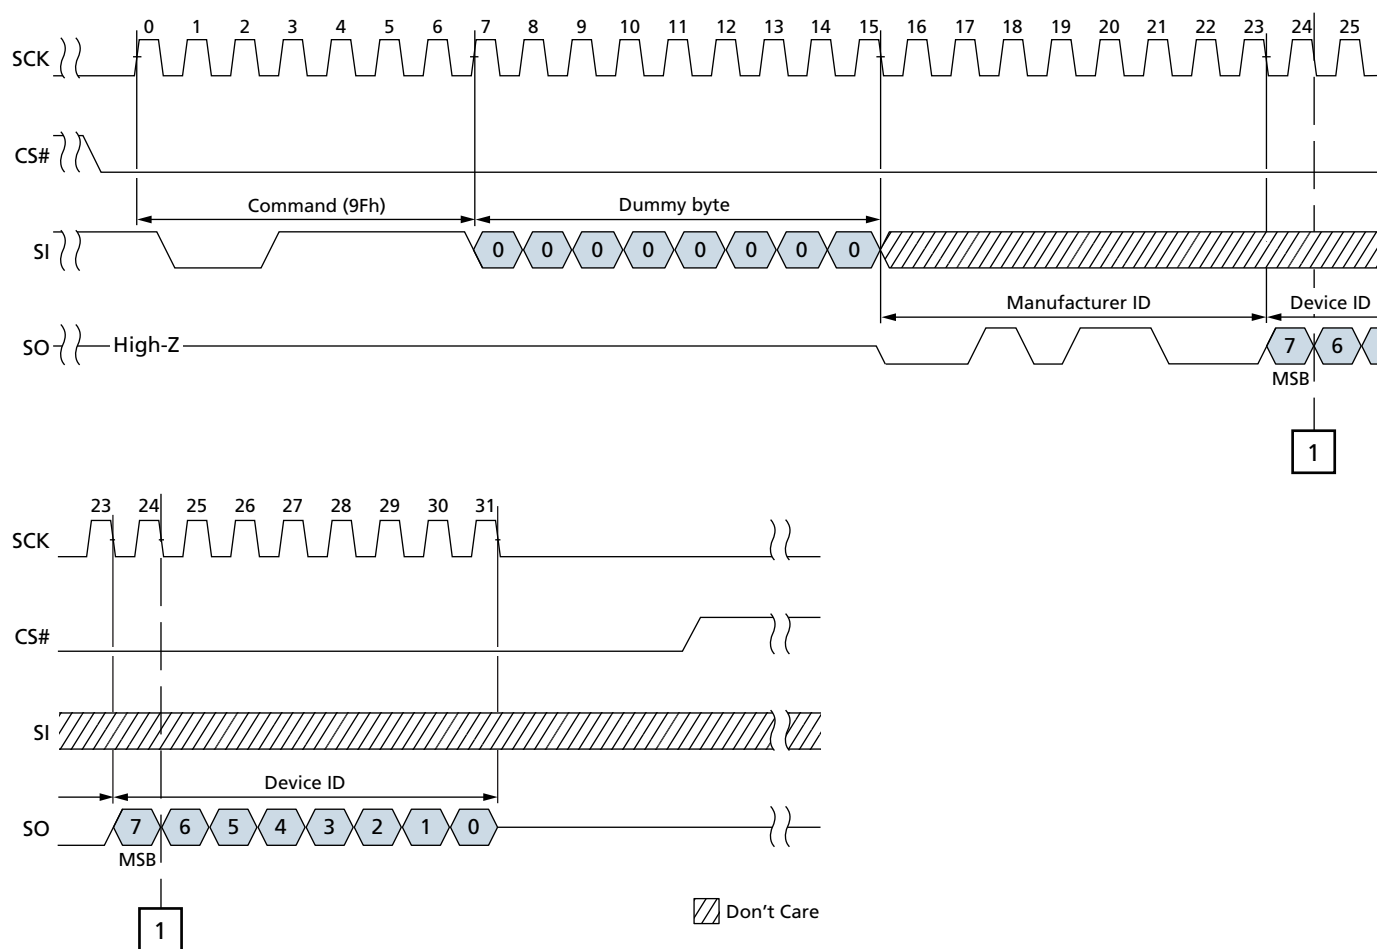 0 1 2 3 4 5 6 7 8 9 10 11 12 13 14 15 16 17 18 19 20 21 22 23 24 25
SCK
CS#
Command (9Fh) Dummy byte
SI 0 0 0 0 0 0 0 0
Manufacturer ID Device ID
SO High-Z 7 6
MSB
1
23 24 25 26 27 28 29 30 31
SCK
CS#
SI
Device ID
SO 7 6 5 4 3 2 1 0
MSB
Don't Care
1